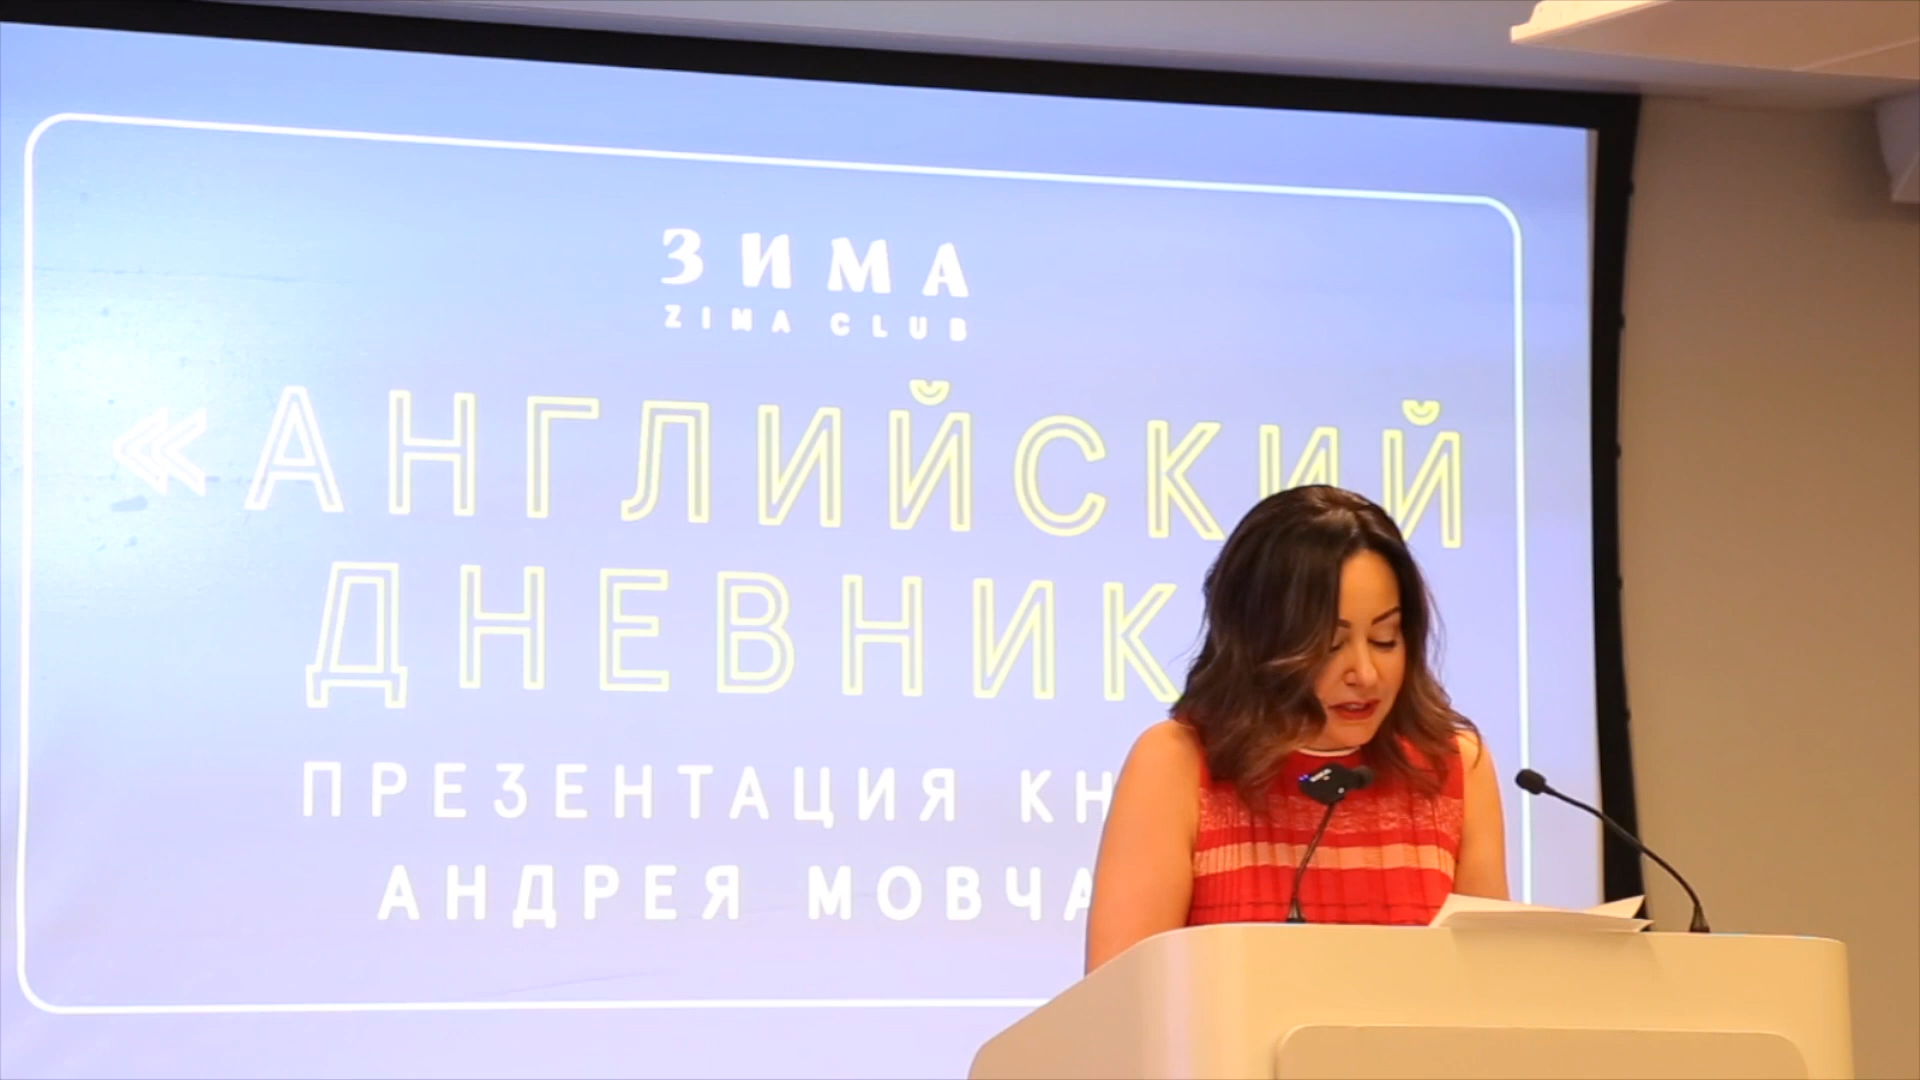 ЗИМА
ZIMA CLUB
«АНГЛИЙСКИЙ
ДНЕВНИК
ПРЕЗЕНТАЦИЯ
АНДРЕЯ